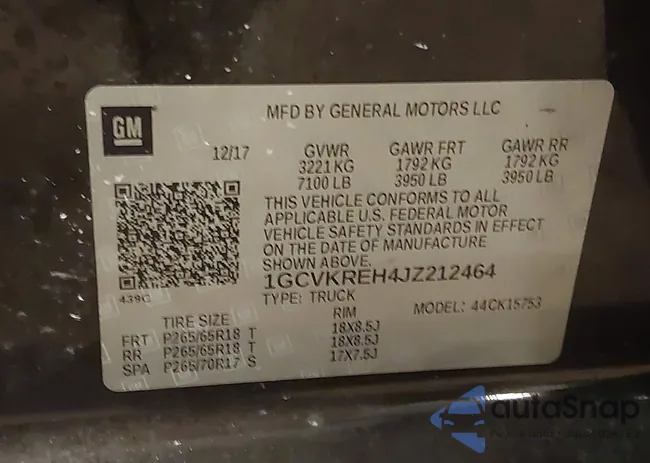 GM
MFD BY GENERAL MOTORS LLC
12/17 GVWR GAWR FRT GAWR RR
3221 KG 1792 KG 1792 KG
7100 LB 3950 LB 3950 LB
THIS VEHICLE CONFORMS TO ALL
APPLICABLE U.S. FEDERAL MOTOR
VEHICLE SAFETY STANDARDS IN EFFECT
ON THE DATE OF MANUFACTURE
SHOWN ABOVE.
439C
1GCVKREH4JZ212464
TYPE: TRUCK MODEL: 44CK15753
TIRE SIZE RIM
FRT P265/65R18 T 18X8.5J
RR P265/65R18 T 18X8.5J
SPA P265/70R17 S 17X7.5J
autoSnap